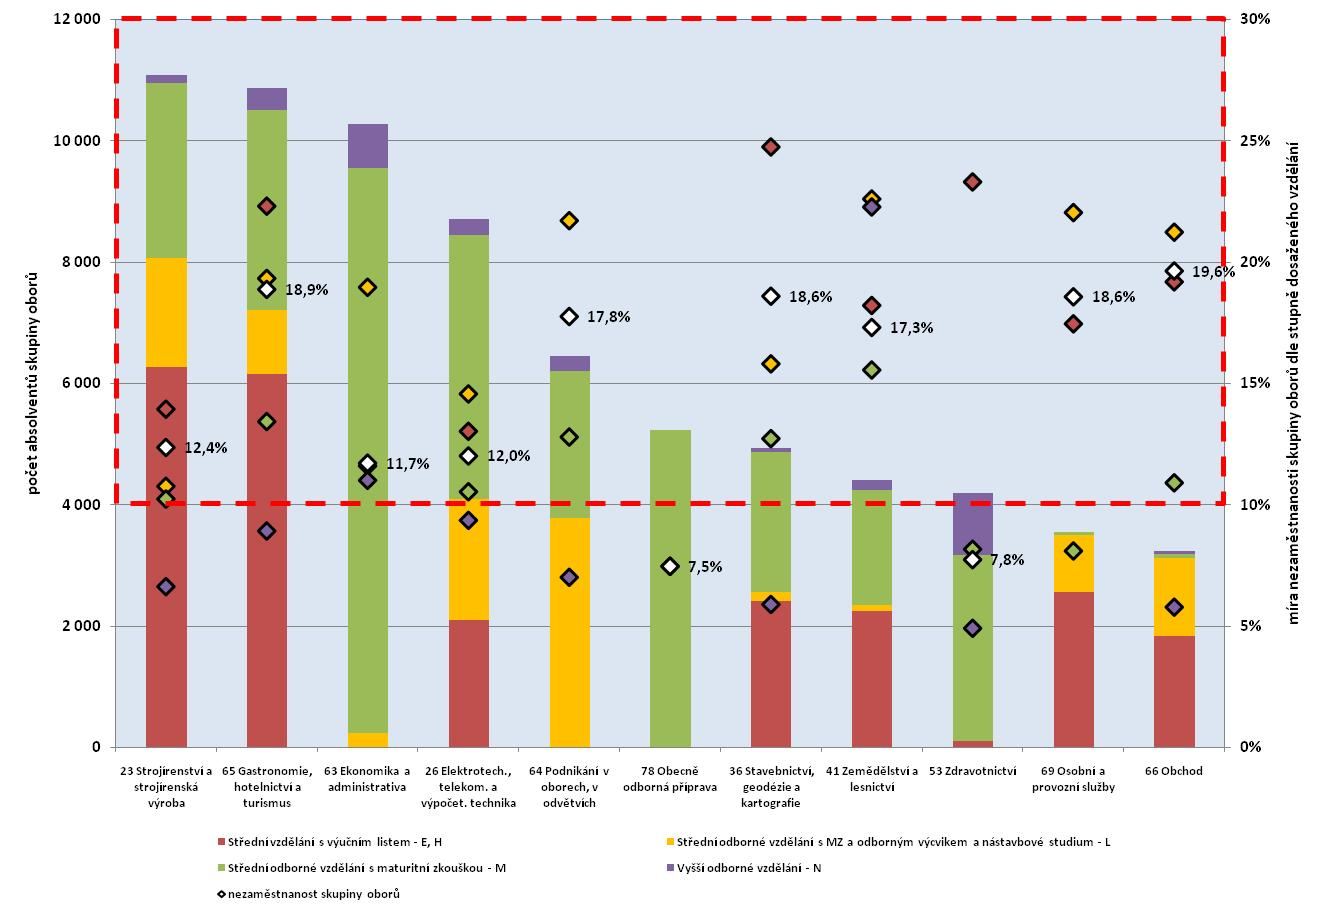 12 000
10 000
8 000
6 000
4 000
2 000
0
počet absolventů skupiny oborů
30%
25%
20%
15%
10%
5%
0%
míra nezaměstnanosti skupiny oborů dle stupně dosaženého vzdělání
12,4%
18,9%
11,7%
12,0%
17,8%
7,5%
18,6%
17,3%
7,8%
18,6%
19,6%
23 Strojírenství a
strojírenská
výroba
65 Gastronomie,
hotelnictví a
turismus
63 Ekonomika a
administrativa
26 Elektrotech.,
telekom. a
výpočet. technika
64 Podnikání v
oborech, v
odvětvích
78 Obecně
odborná příprava
36 Stavebnictví,
geodézie a
kartografie
41 Zemědělství a
lesnictví
53 Zdravotnictví
69 Osobní a
provozní služby
66 Obchod
Střední vzdělání s výučním listem - E, H
Střední odborné vzdělání s MZ a odborným výcvikem a nástavbové studium - L
Střední odborné vzdělání s maturitní zkouškou - M
Vyšší odborné vzdělání - N
nezaměstnanost skupiny oborů